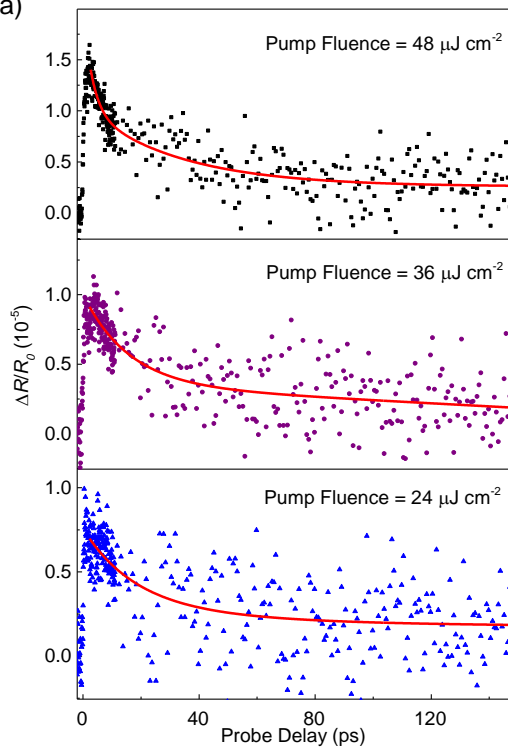 a)
Pump Fluence = 48 μJ cm⁻²
1.5
1.0
0.5
0.0
Pump Fluence = 36 μJ cm⁻²
1.0
0.5
0.0
ΔR/R₀ (10⁻⁵)
Pump Fluence = 24 μJ cm⁻²
1.0
0.5
0.0
0 40 80 120
Probe Delay (ps)